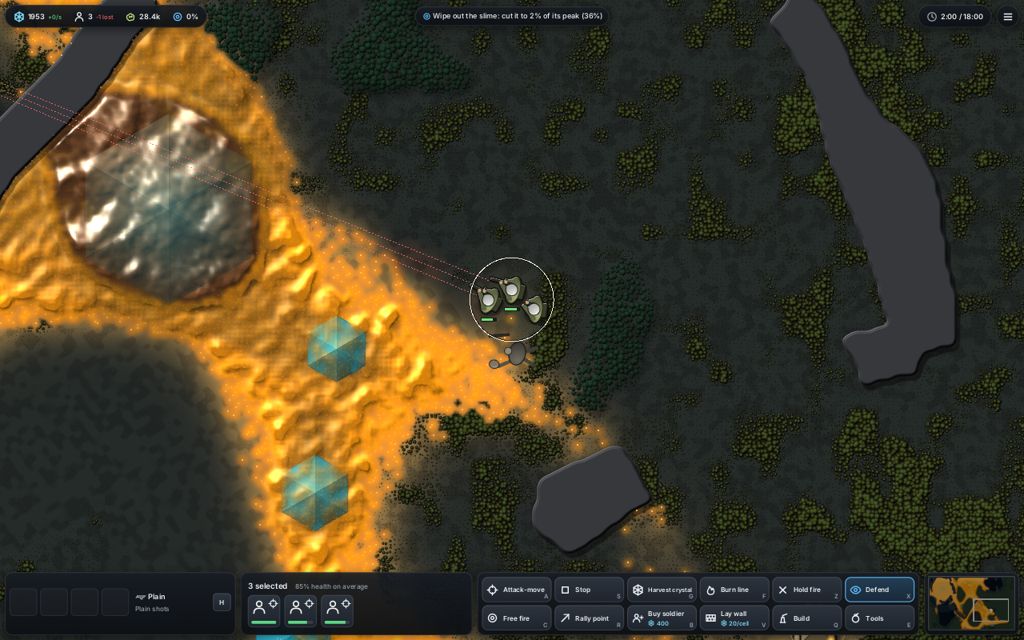 1953 +0/s 3 -1 lost 28.4k 0%
Wipe out the slime: cut it to 2% of its peak (36%)
2:00 / 18:00
Plain
Plain shots
H
3 selected 85% health on average
Attack-move A
Stop S
Harvest crystal G
Burn line F
Hold fire Z
Defend X
Free fire C
Rally point R
Buy soldier 400 B
Lay wall 20/cell V
Build Q
Tools E